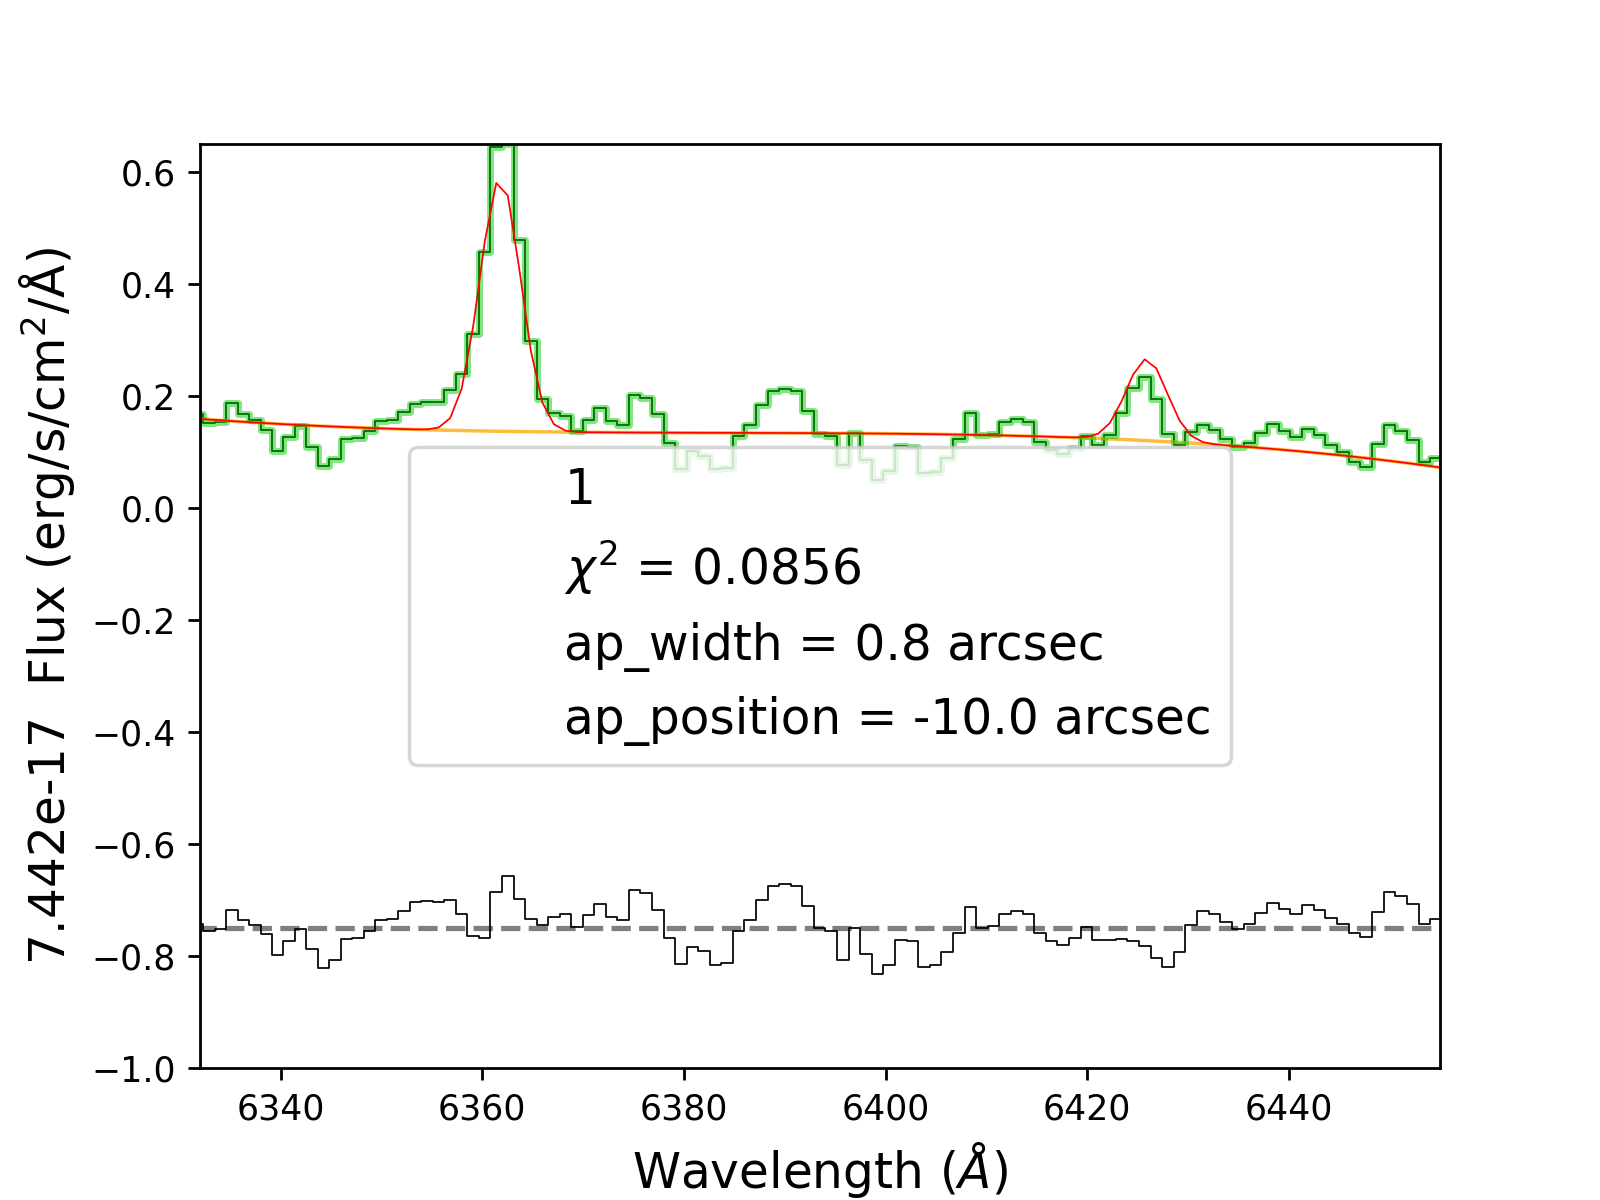 7.442e-17 Flux (erg/s/cm²/Å)
0.6
0.4
0.2
0.0
−0.2
−0.4
−0.6
−0.8
−1.0
1
χ² = 0.0856
ap_width = 0.8 arcsec
ap_position = -10.0 arcsec
6340 6360 6380 6400 6420 6440
Wavelength (Å)